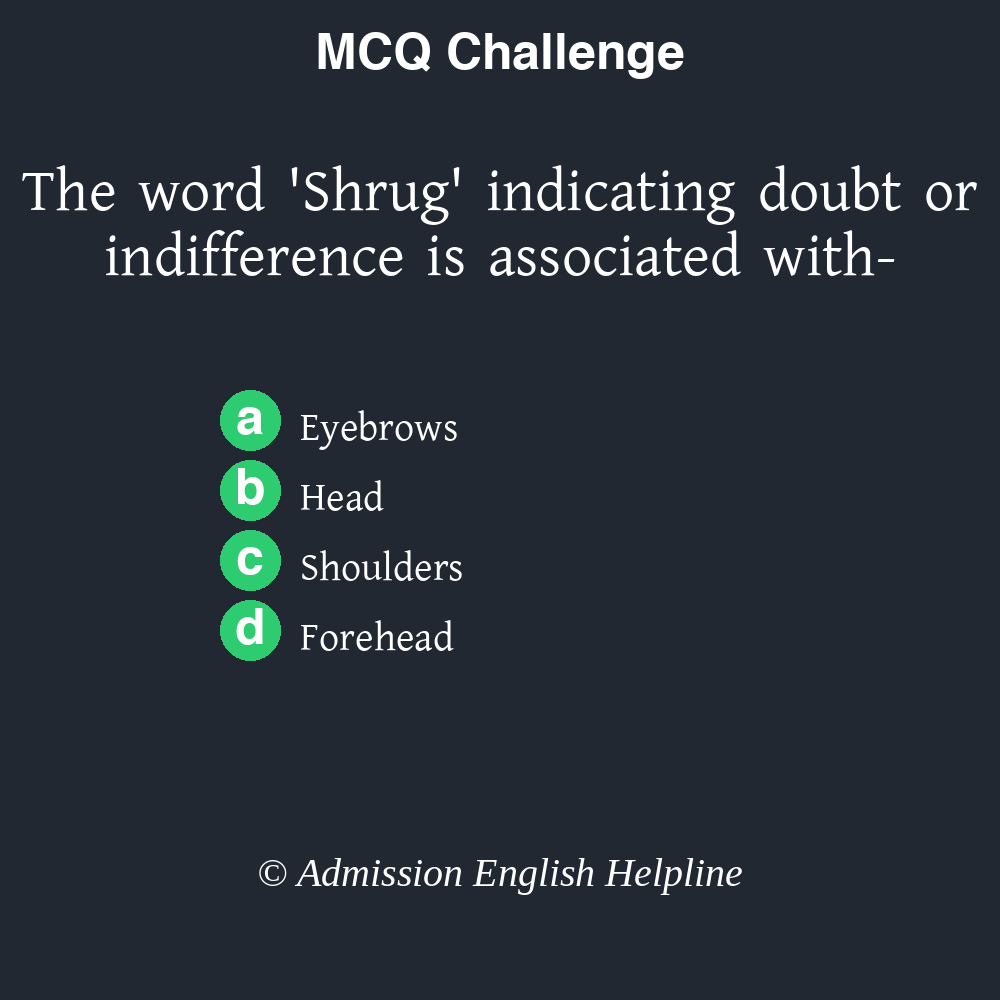 MCQ Challenge
The word 'Shrug' indicating doubt or
indifference is associated with-
a Eyebrows
b Head
c Shoulders
d Forehead
© Admission English Helpline